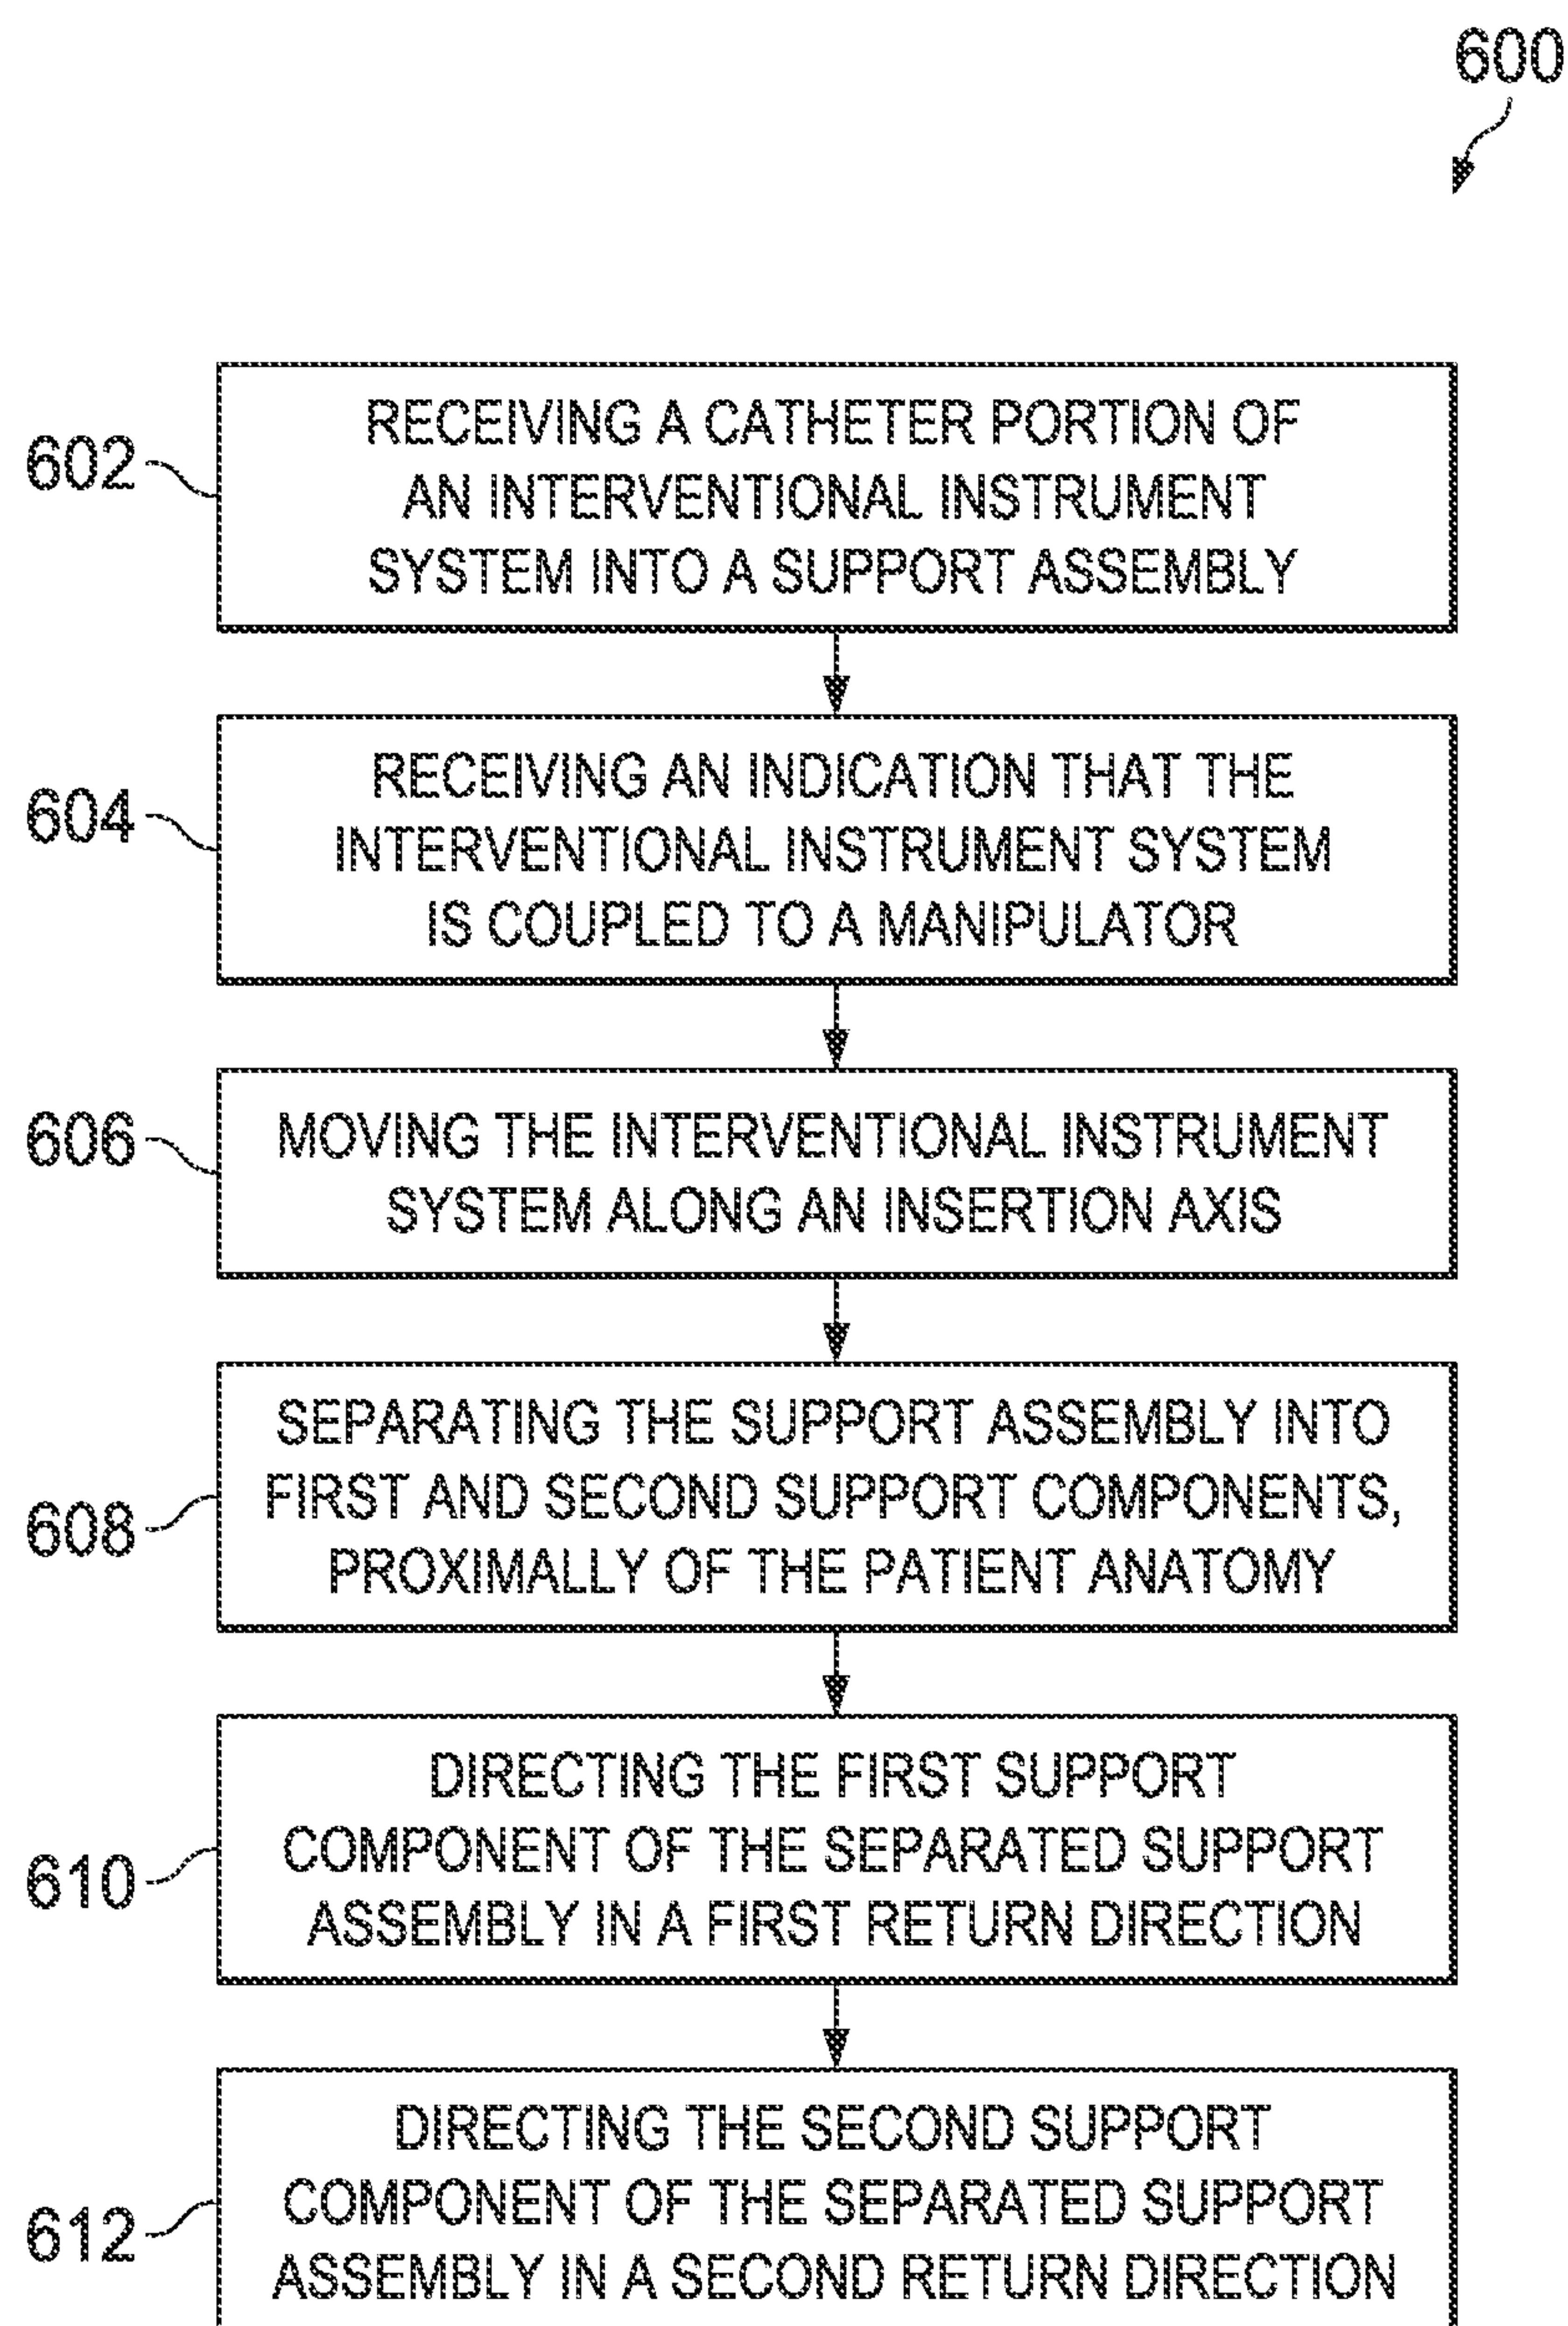 600
602
RECEIVING A CATHETER PORTION OF
AN INTERVENTIONAL INSTRUMENT
SYSTEM INTO A SUPPORT ASSEMBLY
604
RECEIVING AN INDICATION THAT THE
INTERVENTIONAL INSTRUMENT SYSTEM
IS COUPLED TO A MANIPULATOR
606
MOVING THE INTERVENTIONAL INSTRUMENT
SYSTEM ALONG AN INSERTION AXIS
608
SEPARATING THE SUPPORT ASSEMBLY INTO
FIRST AND SECOND SUPPORT COMPONENTS,
PROXIMALLY OF THE PATIENT ANATOMY
610
DIRECTING THE FIRST SUPPORT
COMPONENT OF THE SEPARATED SUPPORT
ASSEMBLY IN A FIRST RETURN DIRECTION
612
DIRECTING THE SECOND SUPPORT
COMPONENT OF THE SEPARATED SUPPORT
ASSEMBLY IN A SECOND RETURN DIRECTION